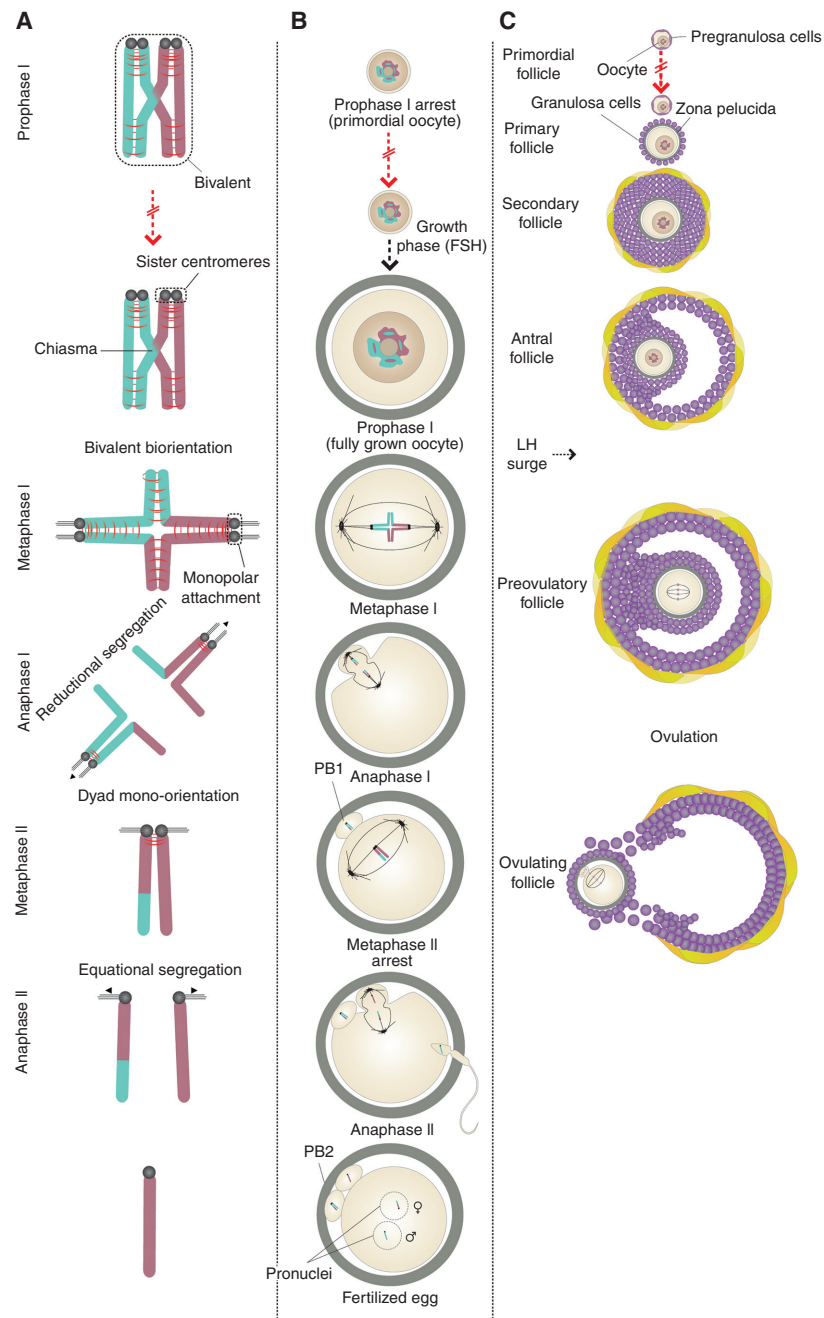 A
Prophase I
Bivalent
Sister centromeres
Chiasma
Bivalent biorientation
Metaphase I
Monopolar
attachment
Reductional segregation
Anaphase I
Dyad mono-orientation
Metaphase II
Equational segregation
Anaphase II
B
Prophase I arrest
(primordial oocyte)
Growth
phase (FSH)
Prophase I
(fully grown oocyte)
Metaphase I
PB1
Anaphase I
Metaphase II
arrest
Anaphase II
PB2
♀
♂
Pronuclei
Fertilized egg
C
Primordial
follicle
Pregranulosa cells
Oocyte
Granulosa cells
Zona pelucida
Primary
follicle
Secondary
follicle
Antral
follicle
LH
surge
Preovulatory
follicle
Ovulation
Ovulating
follicle